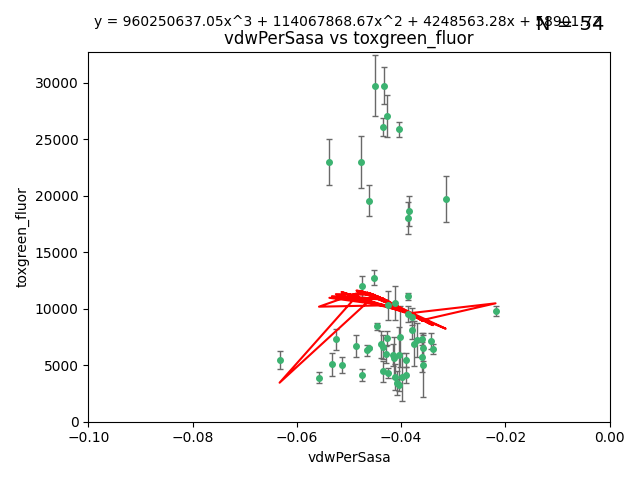 y = 960250637.05x^3 + 114067868.67x^2 + 4248563.28x +
N = 54
vdwPerSasa vs toxgreen_fluor
30000
25000
20000
15000
10000
5000
0
toxgreen_fluor
−0.10
−0.08
−0.06
−0.04
−0.02
0.00
vdwPerSasa